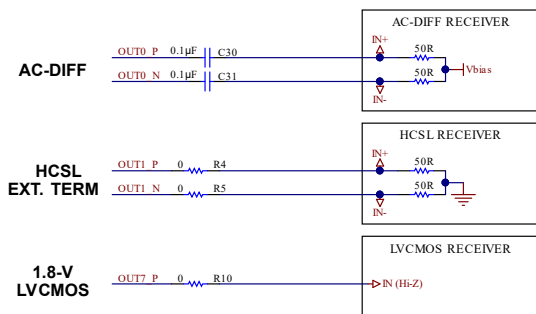 AC-DIFF RECEIVER
AC-DIFF
OUT0_P 0.1µF C30 IN+ 50R
OUT0_N 0.1µF C31 50R Vbias
IN-
HCSL RECEIVER
HCSL
EXT. TERM
OUT1_P 0 R4 IN+ 50R
OUT1_N 0 R5 50R
IN-
LVCMOS RECEIVER
1.8-V
LVCMOS
OUT7_P 0 R10 IN (Hi-Z)